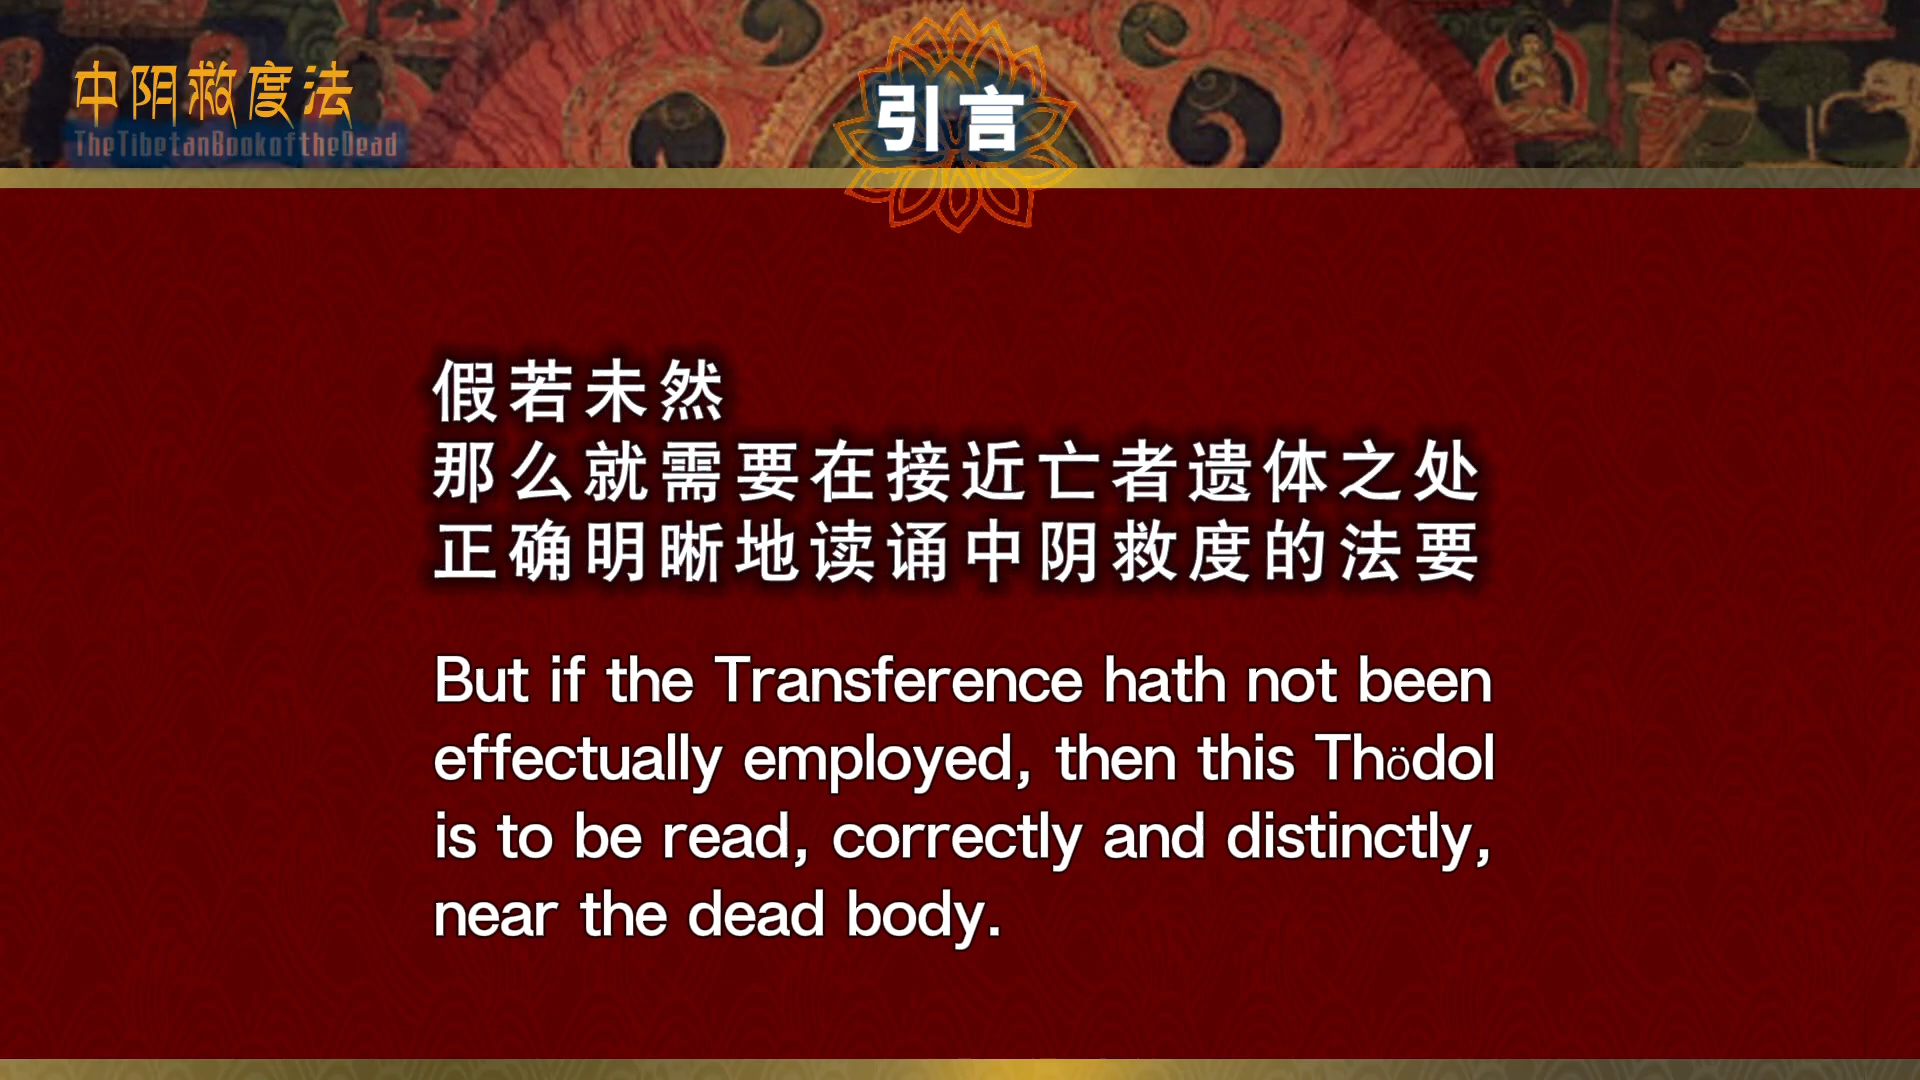 中阴救度法
TheTibetanBookoftheDead
引言
假若未然
那么就需要在接近亡者遗体之处
正确明晰地读诵中阴救度的法要
But if the Transference hath not been
effectually employed, then this Thödol
is to be read, correctly and distinctly,
near the dead body.